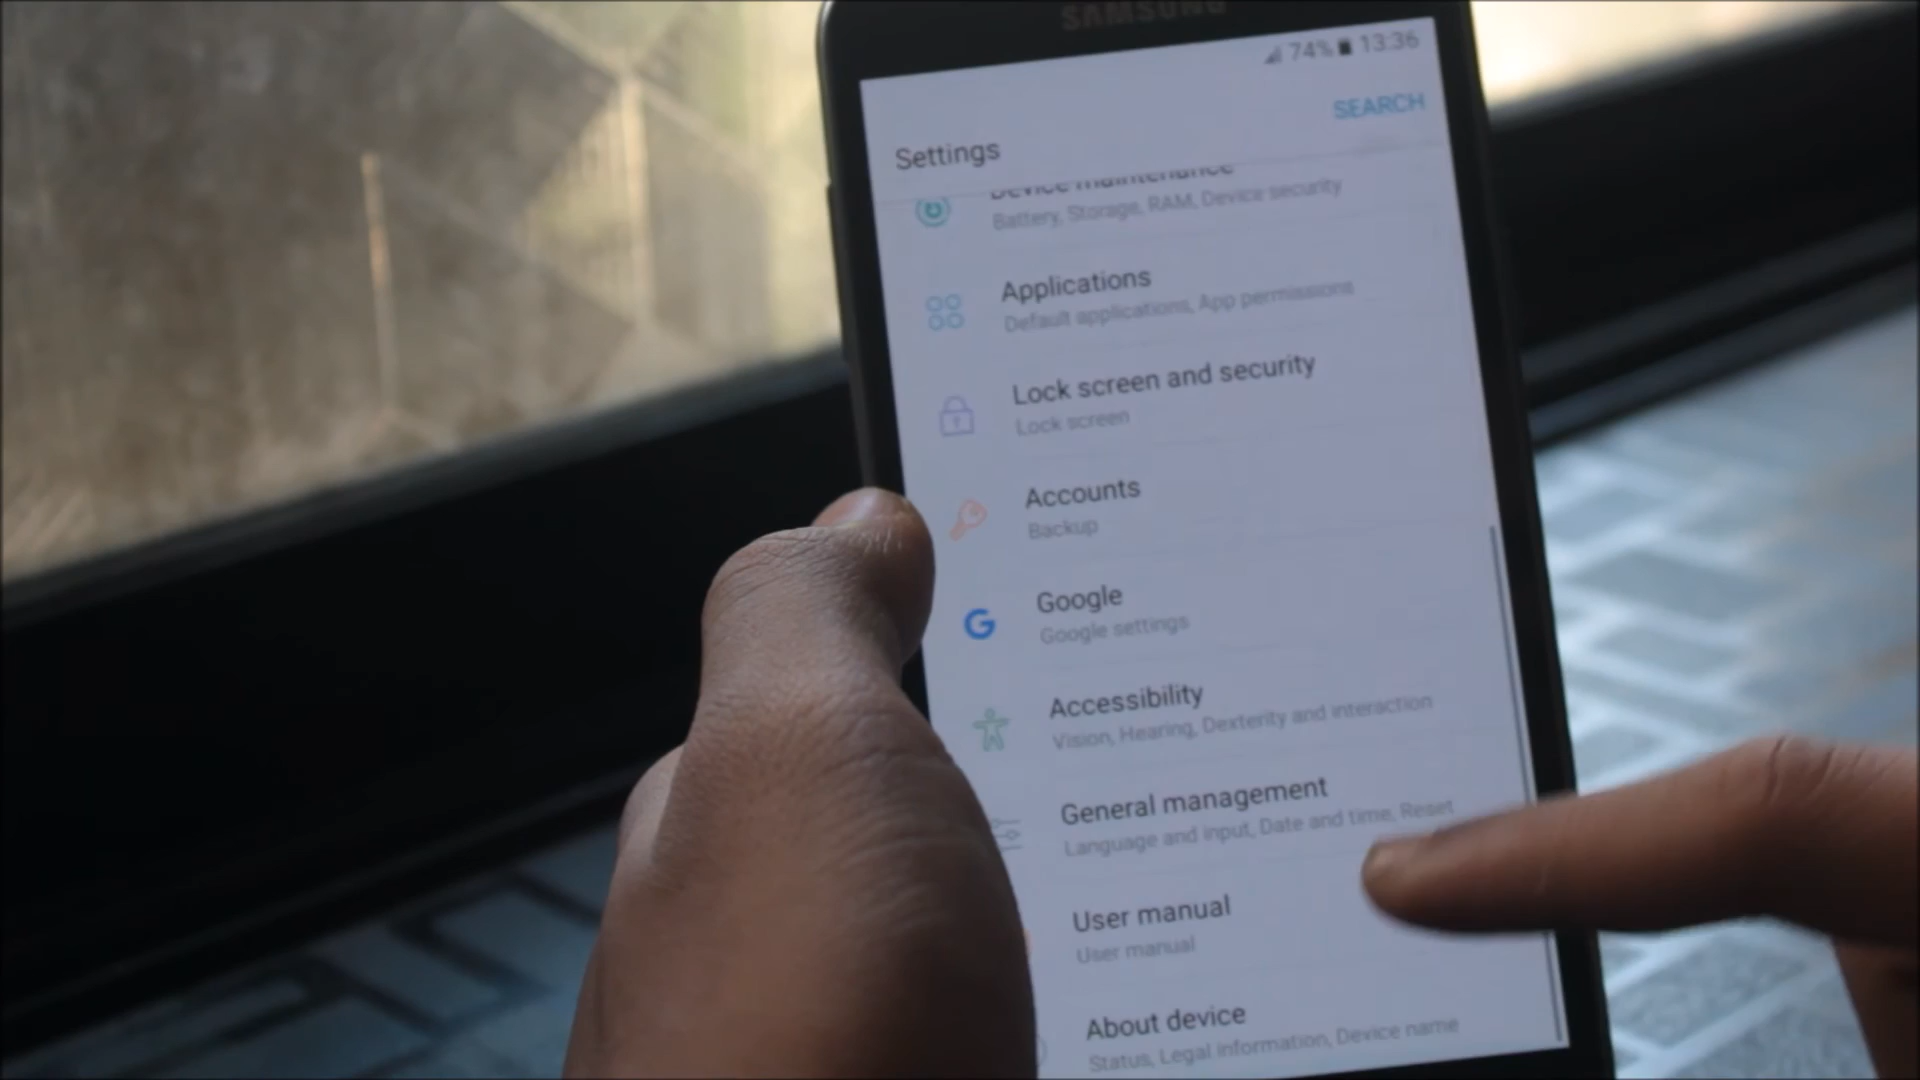 SAMSUNG
74% 13:36
SEARCH
Settings
Device maintenance
Battery, Storage, RAM, Device security
Applications
Default applications, App permissions
Lock screen and security
Lock screen
Accounts
Backup
G
Google
Google settings
Accessibility
Vision, Hearing, Dexterity and interaction
General management
Language and input, Date and time, Reset
User manual
User manual
About device
Status, Legal information, Device name